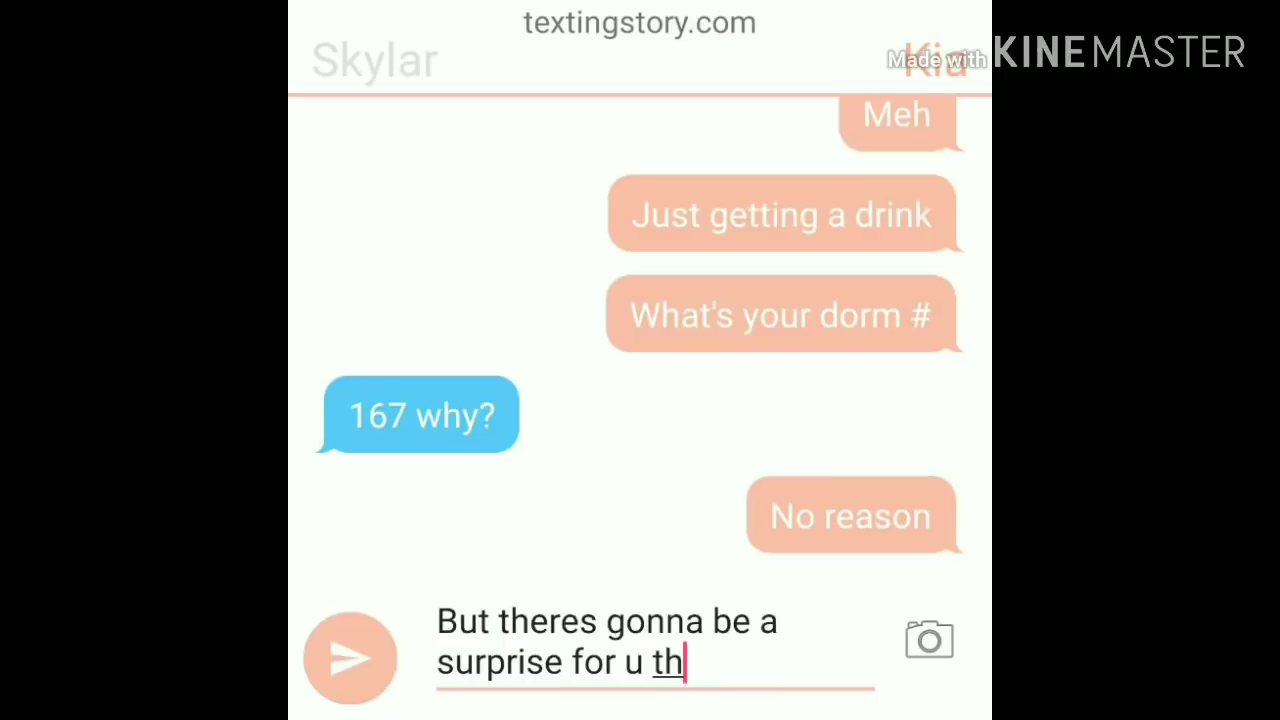 textingstory.com
Skylar
Kia
Made with KINEMASTER
Meh
Just getting a drink
What's your dorm #
167 why?
No reason
But theres gonna be a
surprise for u th